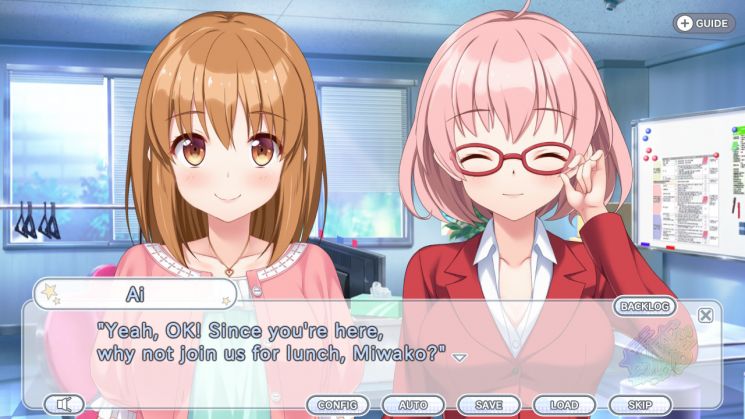 GUIDE
Ai
"Yeah, OK! Since you're here,
why not join us for lunch, Miwako?"
BACKLOG
CONFIG
AUTO
SAVE
LOAD
SKIP